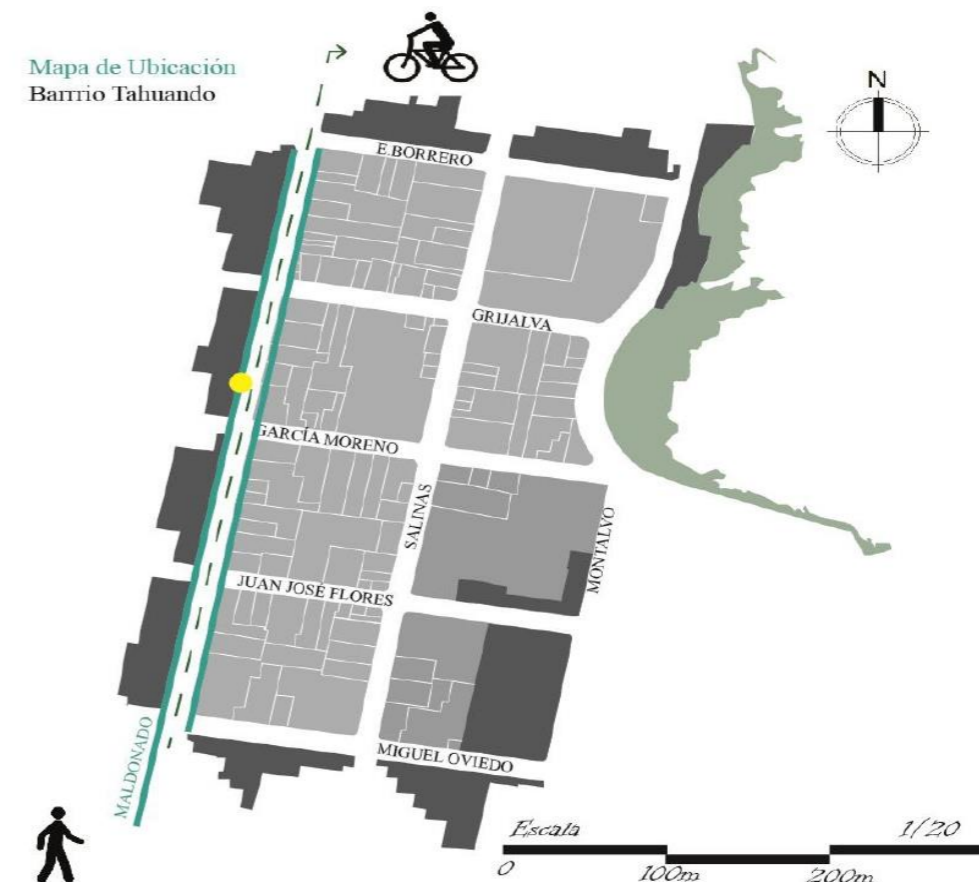 Mapa de Ubicación
Barrrio Tahuando
N
E.BORRERO
GRIJALVA
GARCÍA MORENO
SALINAS
MONTALVO
JUAN JOSÉ FLORES
MALDONADO
MIGUEL OVIEDO
Escala 1/20
0 100m 200m